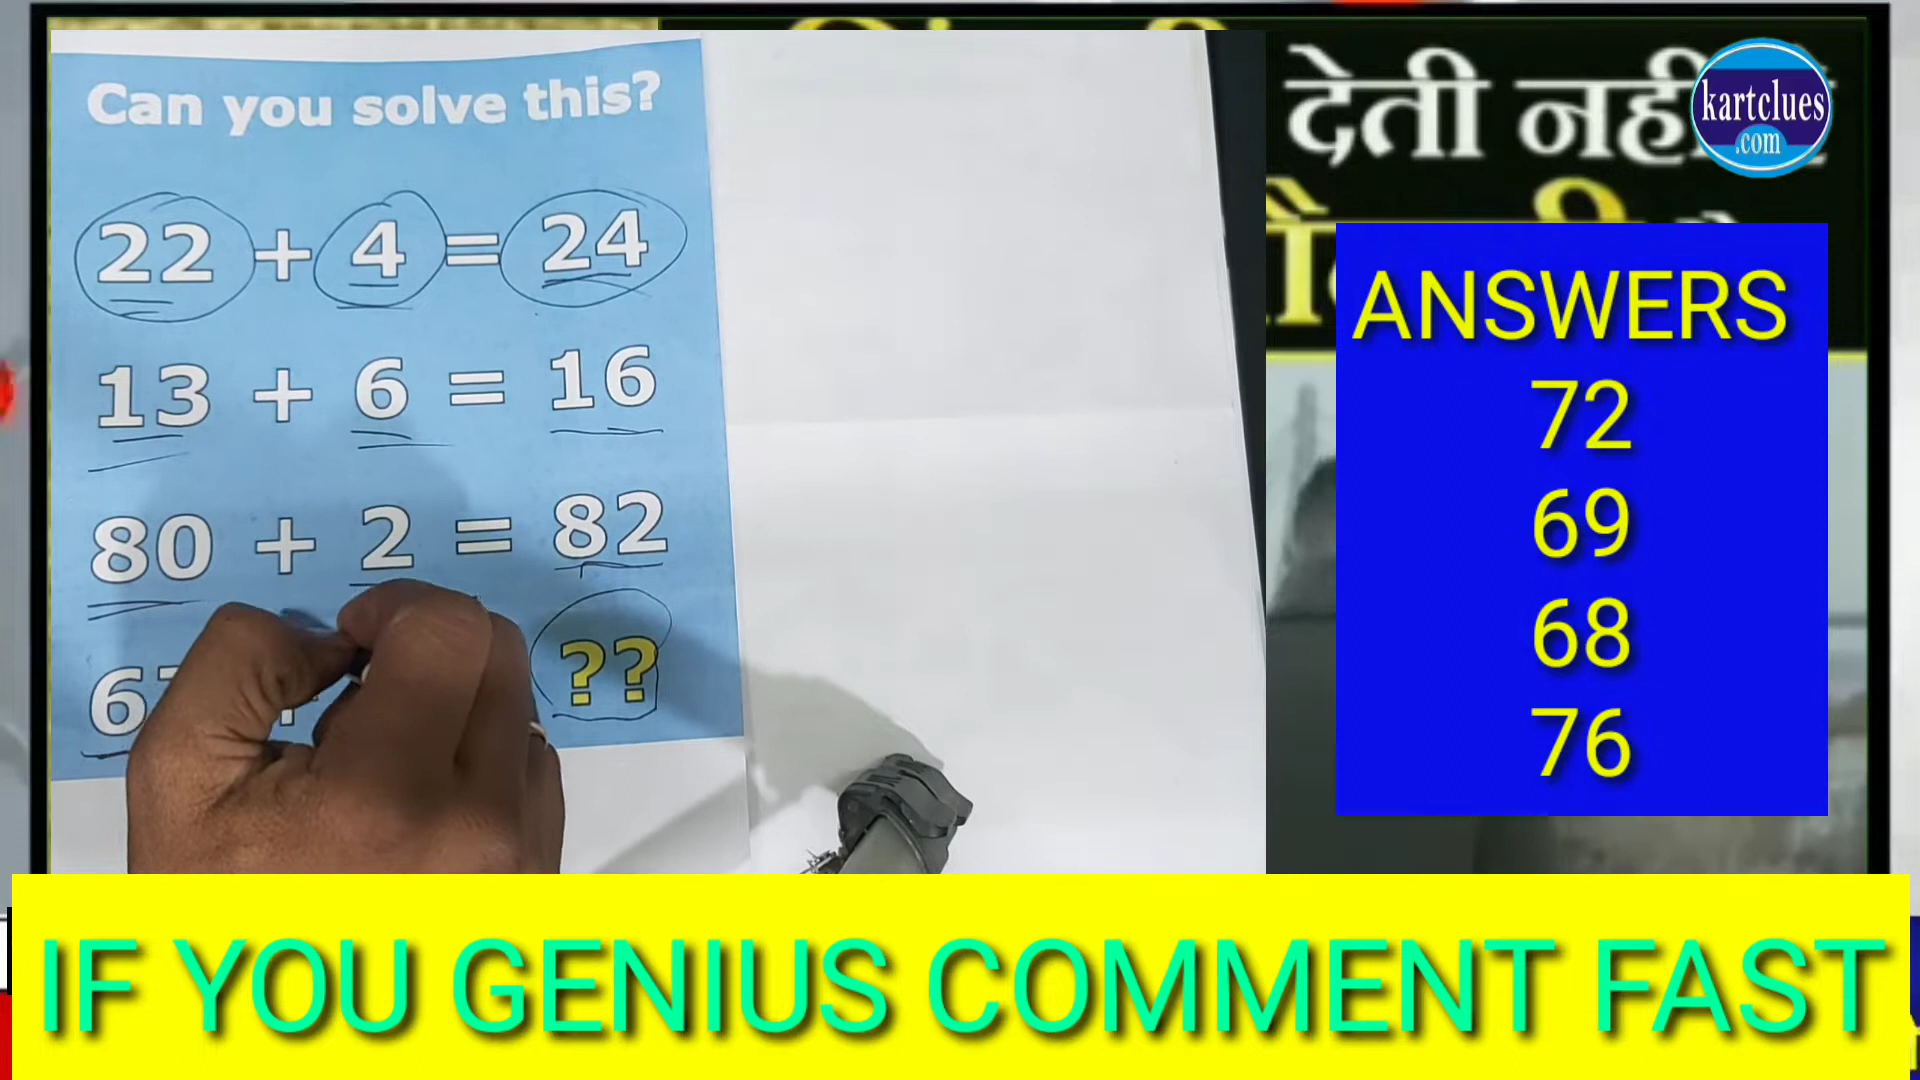 Can you solve this?
22 + 4 = 24
13 + 6 = 16
80 + 2 = 82
??
देती नहीं
kartclues
.com
ANSWERS
72
69
68
76
IF YOU GENIUS COMMENT FAST